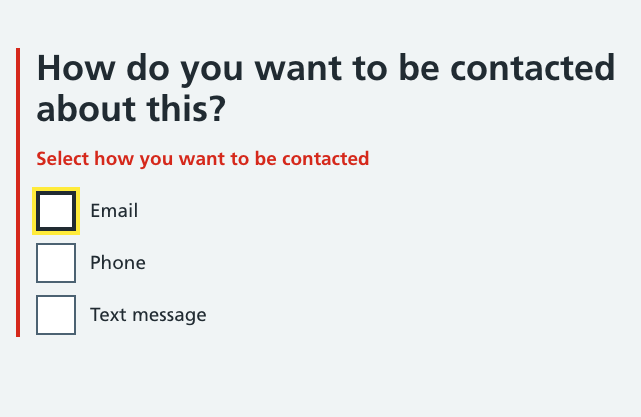 How do you want to be contacted
about this?
Select how you want to be contacted
Email
Phone
Text message